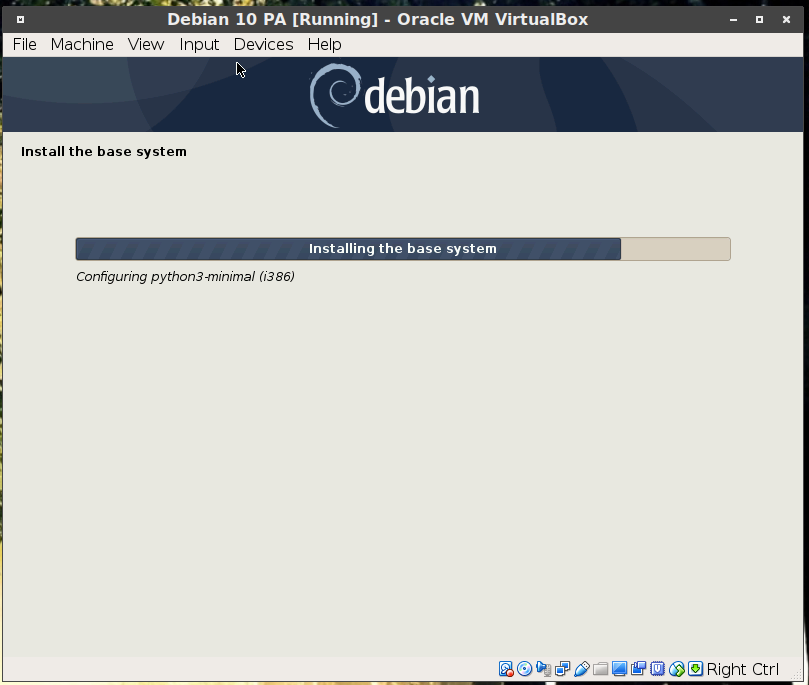 Debian 10 PA [Running] - Oracle VM VirtualBox
File Machine View Input Devices Help
debian
Install the base system
Installing the base system
Configuring python3-minimal (i386)
Right Ctrl